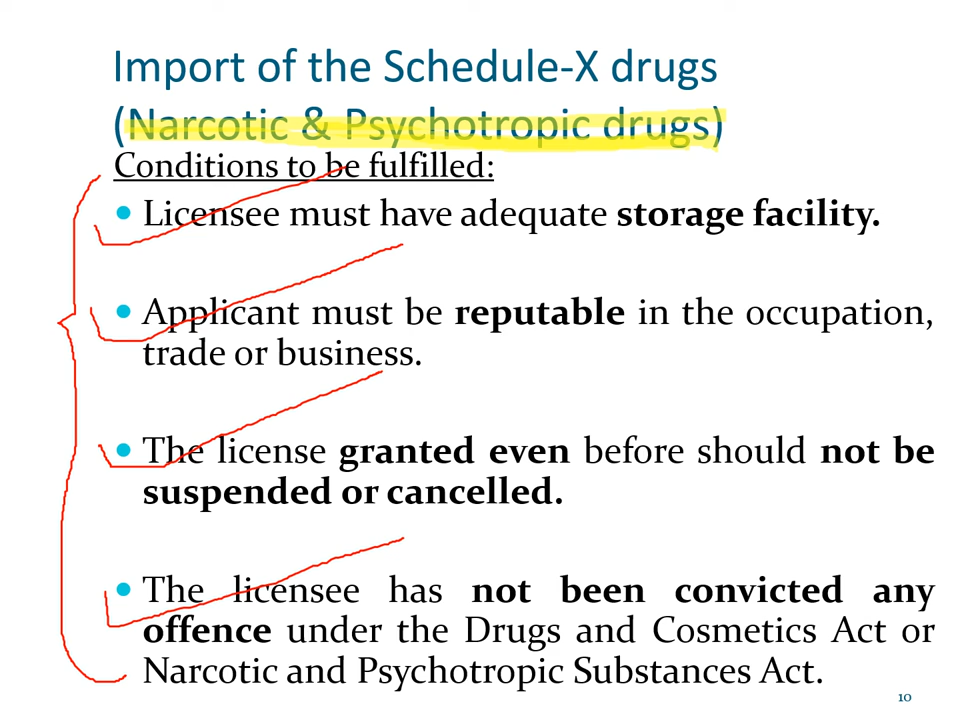 Import of the Schedule-X drugs
(Narcotic & Psychotropic drugs)
Conditions to be fulfilled:
• Licensee must have adequate storage facility.
• Applicant must be reputable in the occupation,
trade or business.
• The license granted even before should not be
suspended or cancelled.
• The licensee has not been convicted any
offence under the Drugs and Cosmetics Act or
Narcotic and Psychotropic Substances Act.
10